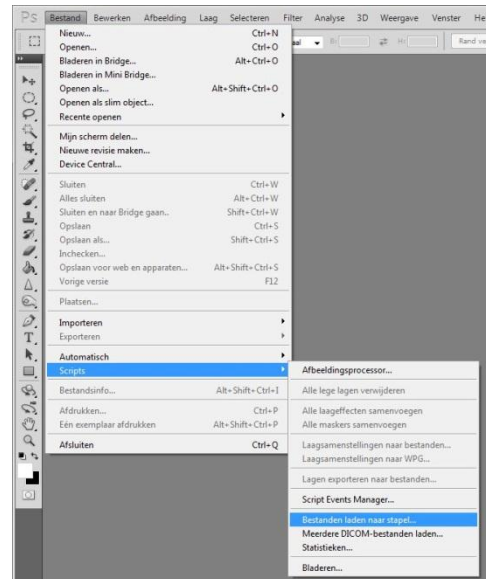 Ps Bestand Bewerken Afbeelding Laag Selecteren Filter Analyse 3D Weergave Venster He
Nieuw... Ctrl+N
Openen... Ctrl+O
Bladeren in Bridge... Alt+Ctrl+O
Bladeren in Mini Bridge...
Openen als... Alt+Shift+Ctrl+O
Openen als slim object...
Recente openen
Mijn scherm delen...
Nieuwe revisie maken...
Device Central...
Sluiten Ctrl+W
Alles sluiten Alt+Ctrl+W
Sluiten en naar Bridge gaan.. Shift+Ctrl+W
Opslaan Ctrl+S
Opslaan als... Shift+Ctrl+S
Inchecken...
Opslaan voor web en apparaten... Alt+Shift+Ctrl+S
Vorige versie F12
Plaatsen...
Importeren
Exporteren
Automatisch
Scripts
Bestandsinfo... Alt+Shift+Ctrl+I
Afdrukken... Ctrl+P
Eén exemplaar afdrukken Alt+Shift+Ctrl+P
Afsluiten Ctrl+Q
aal B: H: Rand ve
Afbeeldingsprocessor...
Alle lege lagen verwijderen
Alle laageffecten samenvoegen
Alle maskers samenvoegen
Laagsamenstellingen naar bestanden...
Laagsamenstellingen naar WPG...
Lagen exporteren naar bestanden...
Script Events Manager...
Bestanden laden naar stapel...
Meerdere DICOM-bestanden laden...
Statistieken...
Bladeren...